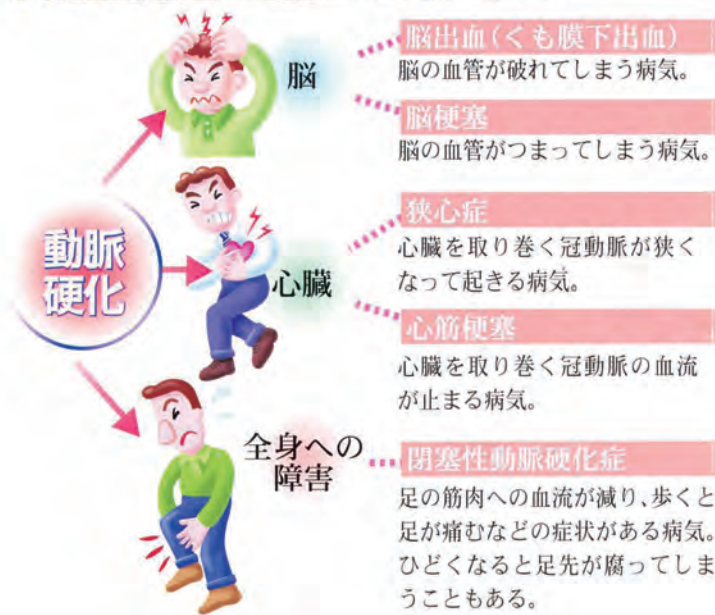 動脈
硬化
脳
脳出血(くも膜下出血)
脳の血管が破れてしまう病気。
脳梗塞
脳の血管がつまってしまう病気。
心臓
狭心症
心臓を取り巻く冠動脈が狭く
なって起きる病気。
心筋梗塞
心臓を取り巻く冠動脈の血流
が止まる病気。
全身への
障害
閉塞性動脈硬化症
足の筋肉への血流が減り、歩くと
足が痛むなどの症状がある病気。
ひどくなると足先が腐ってしま
うこともある。